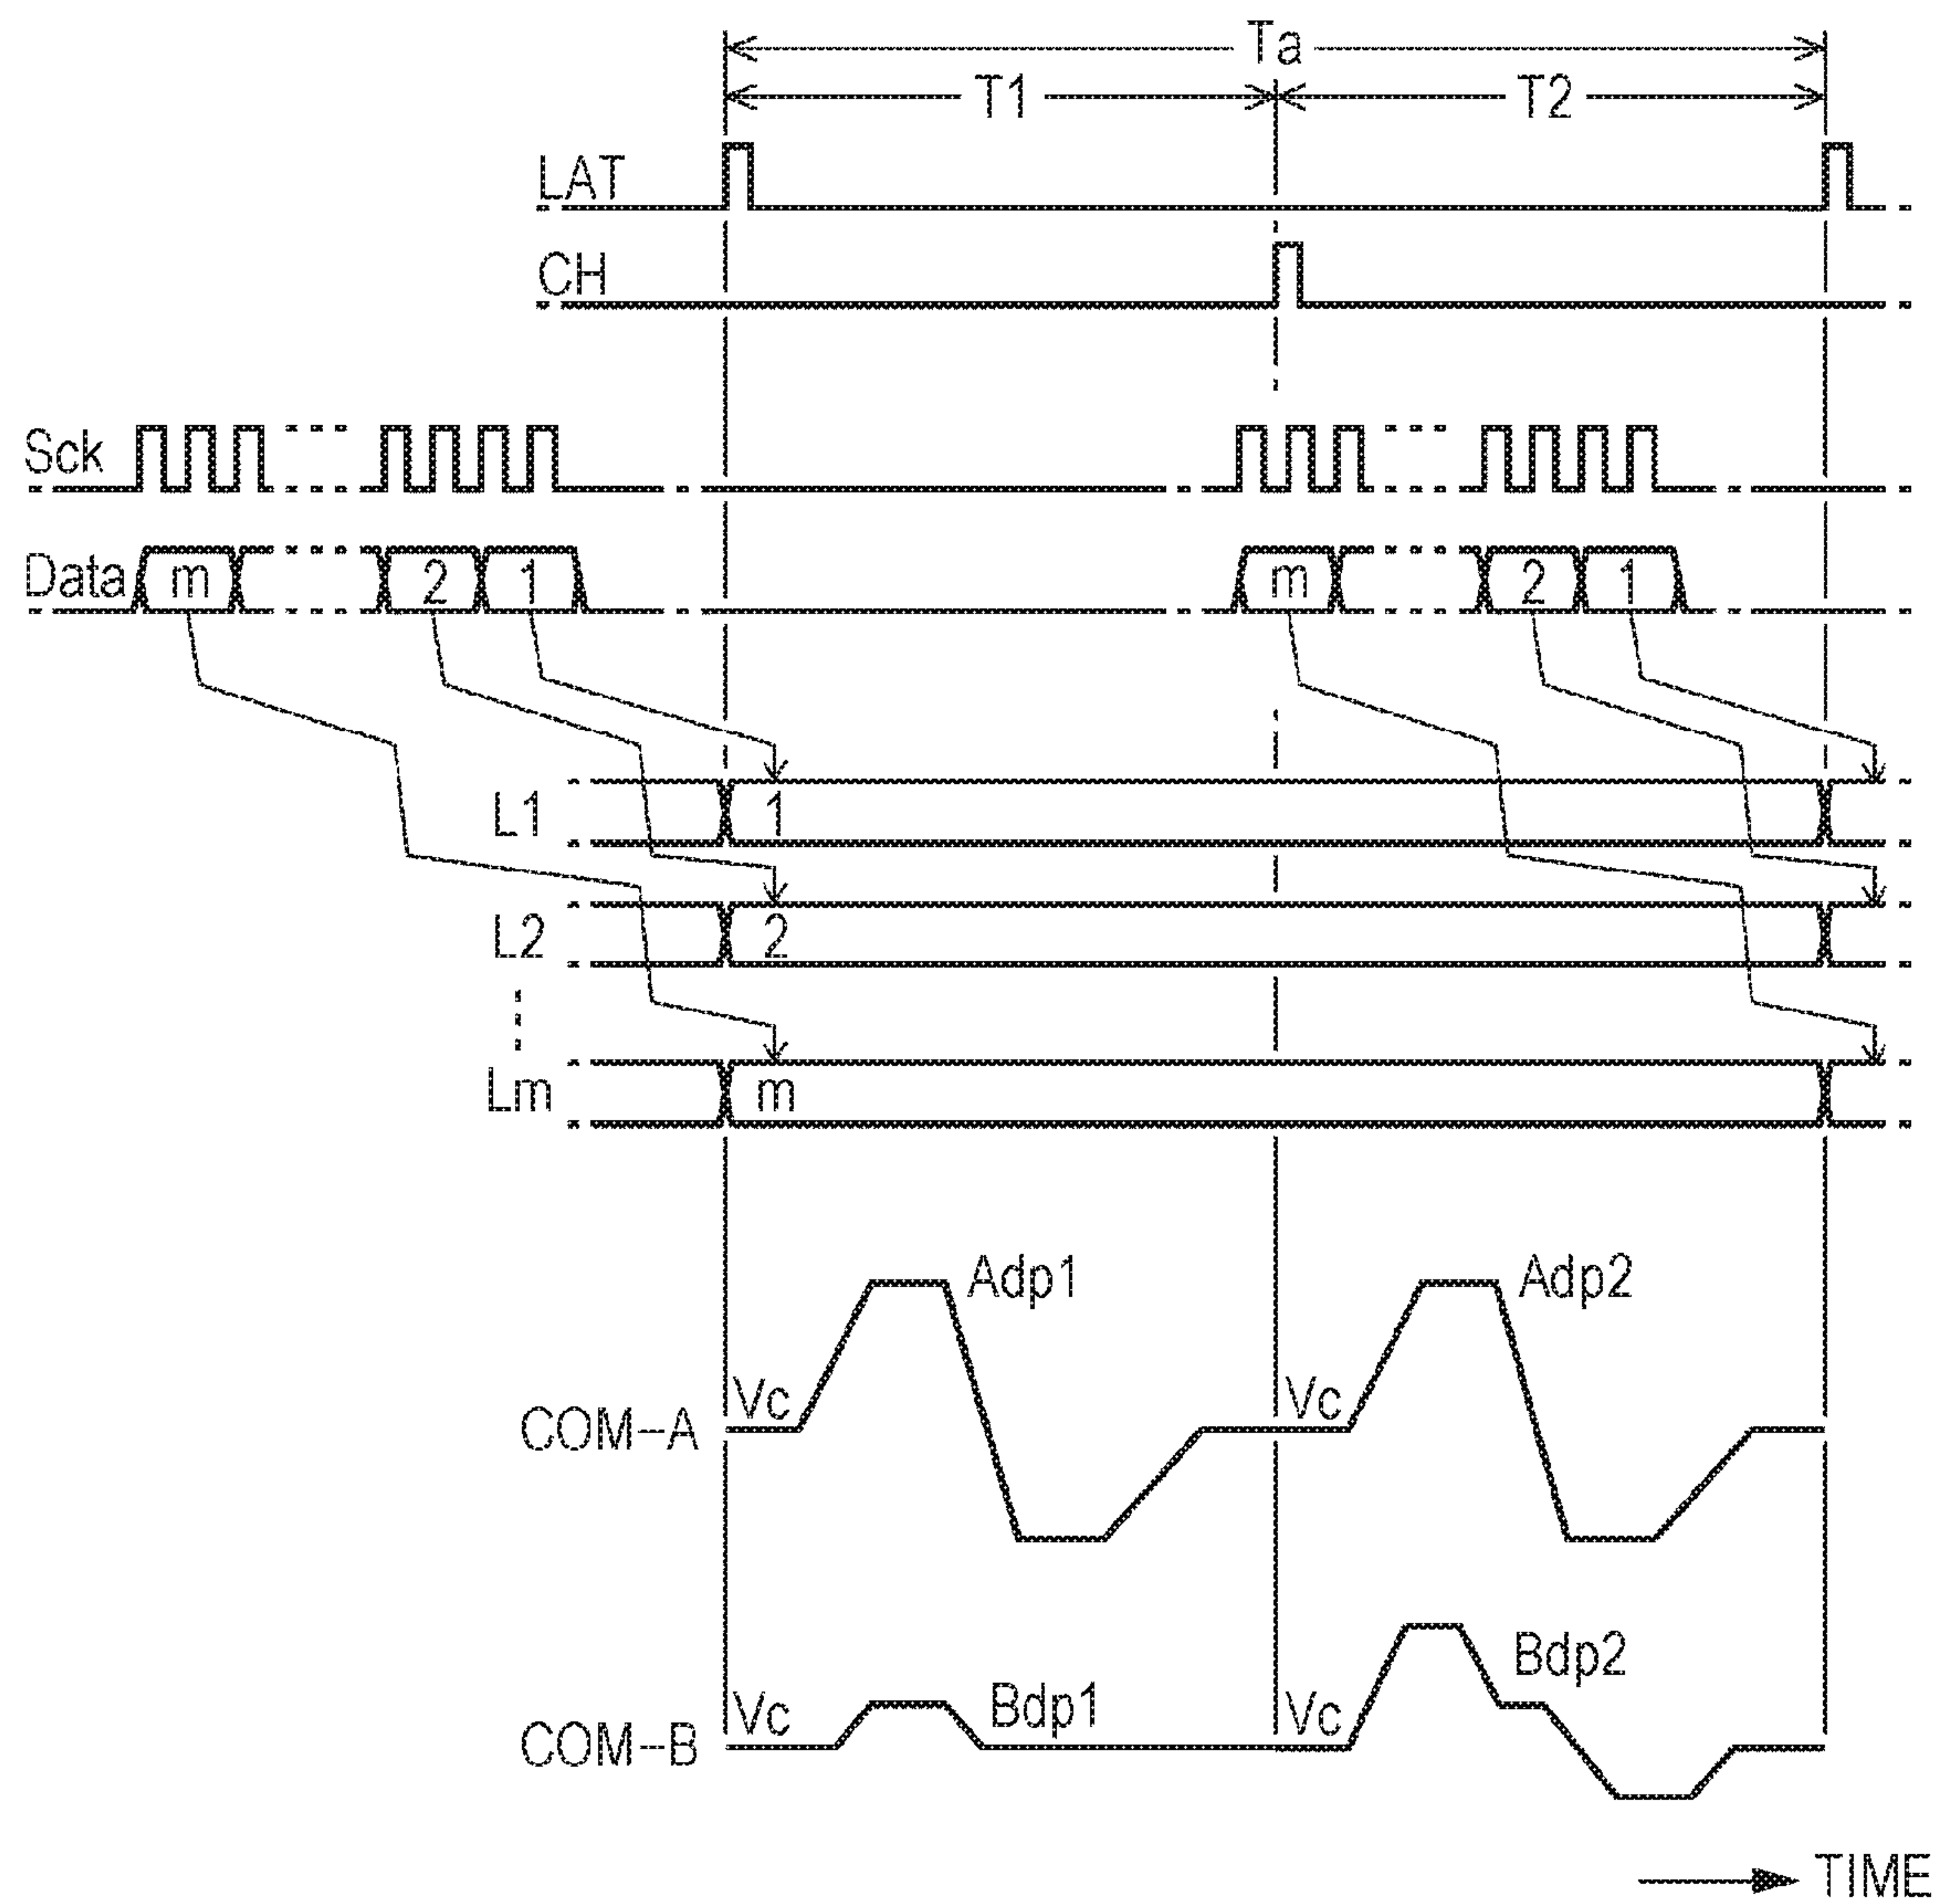 Ta
T1 T2
LAT
CH
Sck
Data m 2 1 m 2 1
L1 1
L2 2
Lm m
Adp1 Adp2
COM-A Vc Vc
Bdp2
COM-B Vc Bdp1 Vc
TIME